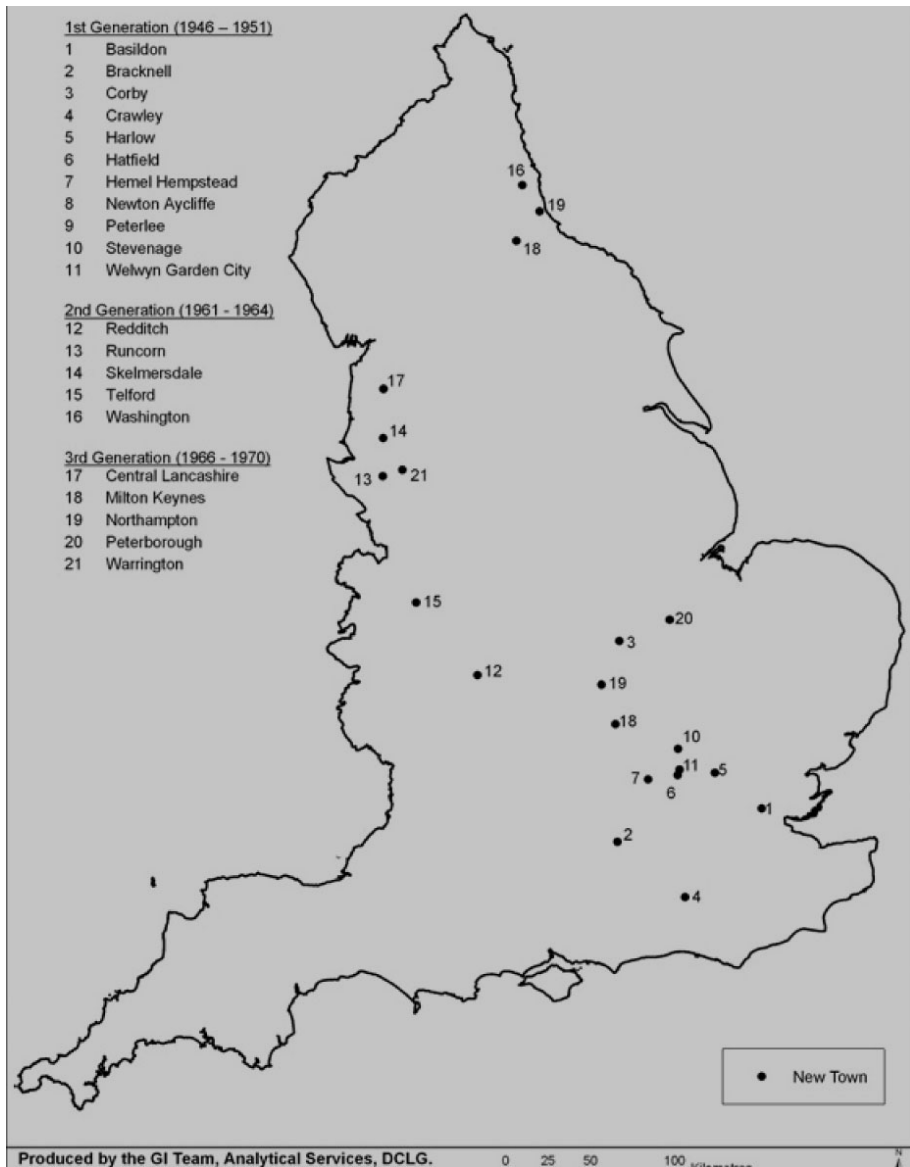 1st Generation (1946 – 1951)
1 Basildon
2 Bracknell
3 Corby
4 Crawley
5 Harlow
6 Hatfield
7 Hemel Hempstead
8 Newton Aycliffe
9 Peterlee
10 Stevenage
11 Welwyn Garden City
2nd Generation (1961 - 1964)
12 Redditch
13 Runcorn
14 Skelmersdale
15 Telford
16 Washington
3rd Generation (1966 - 1970)
17 Central Lancashire
18 Milton Keynes
19 Northampton
20 Peterborough
21 Warrington
16
19
18
17
14
13
21
15
20
3
12
19
18
10
11
5
7
6
1
2
4
New Town
Produced by the GI Team, Analytical Services, DCLG.
0 25 50 100
Kilometres
N